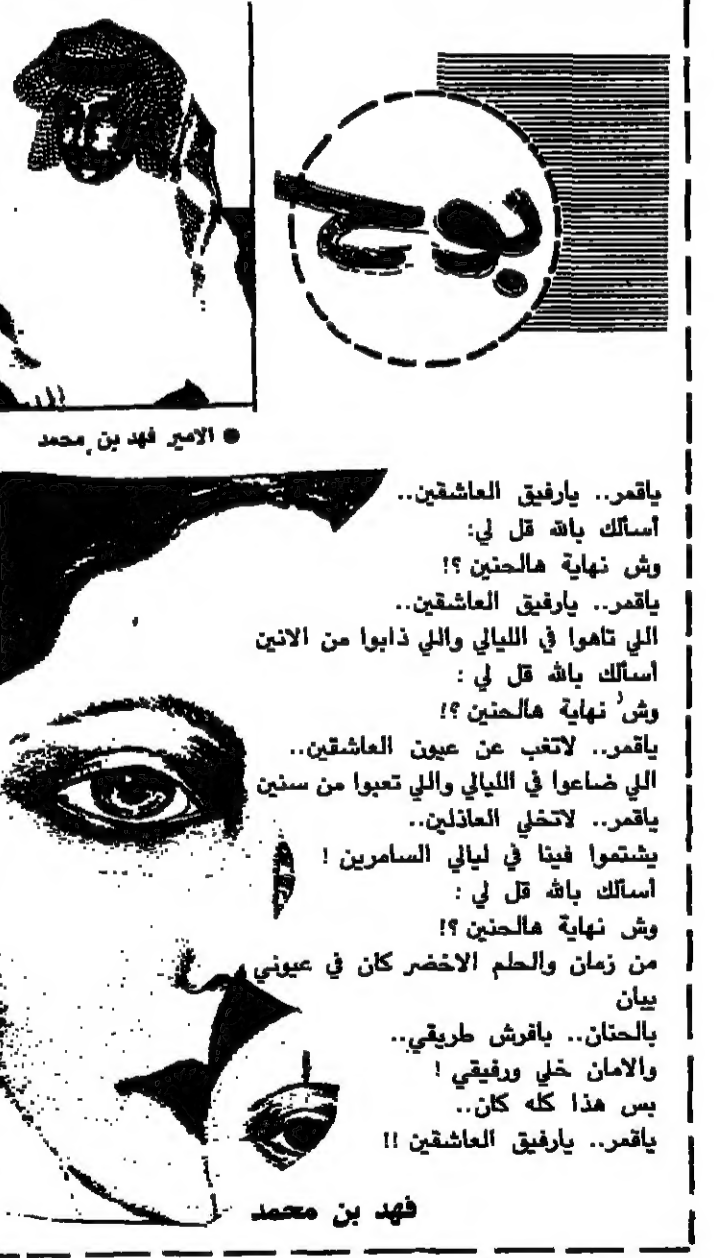 بوح
● الامير فهد بن محمد
ياقمر.. يارفيق العاشقين..
أسألك بالله قل لي:
وش نهاية هالحنين ؟!
ياقمر.. يارفيق العاشقين..
اللي تاهوا في الليالي واللي ذابوا من الانين
أسألك بالله قل لي :
وش نهاية هالحنين ؟!
ياقمر.. لاتغب عن عيون العاشقين..
اللي ضاعوا في الليالي واللي تعبوا من سنين
ياقمر.. لاتخلي العاذلين..
يشتموا فينا في ليالي السامرين !
أسألك بالله قل لي :
وش نهاية هالحنين ؟!
من زمان والحلم الاخضر كان في عيوني
بيان
بالحنان.. بافرش طريقي..
والامان خلي ورفيقي !
بس هذا كله كان..
ياقمر.. يارفيق العاشقين !!
فهد بن محمد